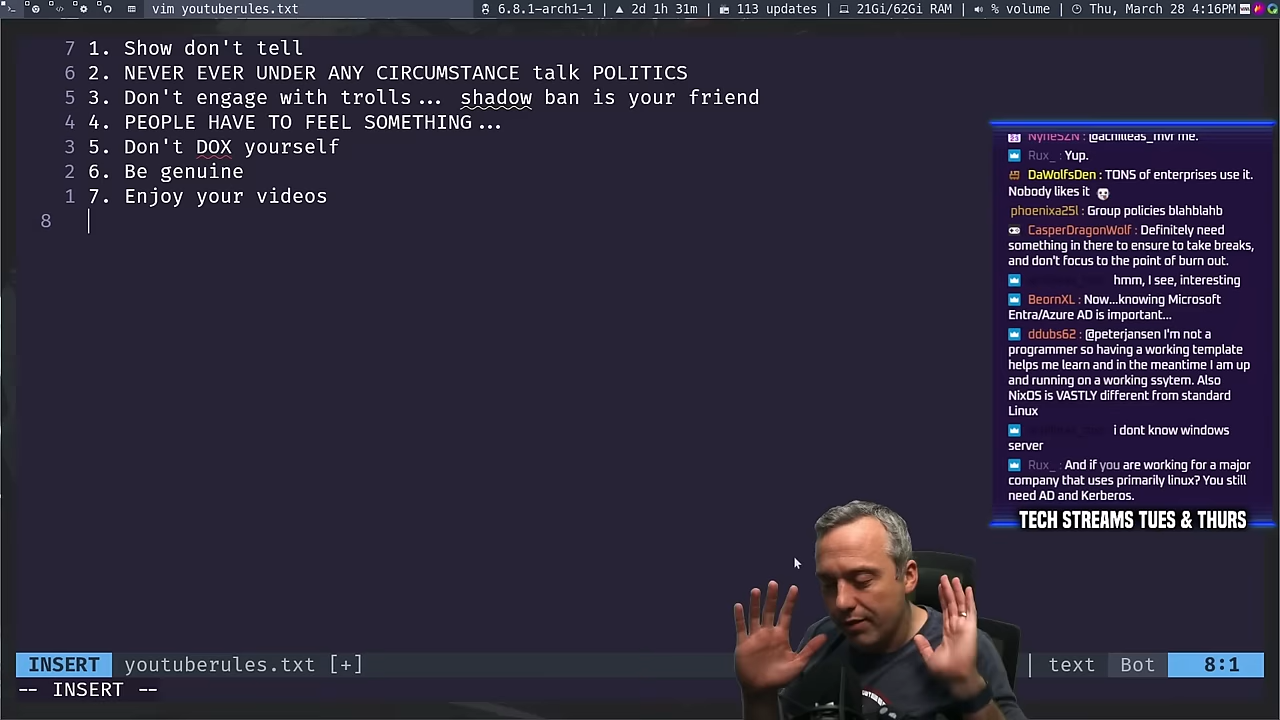 vim youtuberules.txt
6.8.1-arch1-1 | ▲ 2d 1h 31m | 113 updates | 21Gi/62Gi RAM | % volume | Thu, March 28 4:16PM
7 1. Show don't tell
6 2. NEVER EVER UNDER ANY CIRCUMSTANCE talk POLITICS
5 3. Don't engage with trolls... shadow ban is your friend
4 4. PEOPLE HAVE TO FEEL SOMETHING...
3 5. Don't DOX yourself
2 6. Be genuine
1 7. Enjoy your videos
8
NyneSZN : @achilleas_mvr me.
Rux_ : Yup.
DaWolfsDen : TONS of enterprises use it.
Nobody likes it
phoenixa25l : Group policies blahblahb
CasperDragonWolf : Definitely need
something in there to ensure to take breaks,
and don't focus to the point of burn out.
hmm, I see, interesting
BeornXL : Now...knowing Microsoft
Entra/Azure AD is important...
ddubs62 : @peterjansen I'm not a
programmer so having a working template
helps me learn and in the meantime I am up
and running on a working ssytem. Also
NixOS is VASTLY different from standard
Linux
i dont know windows
server
Rux_ : And if you are working for a major
company that uses primarily linux? You still
need AD and Kerberos.
TECH STREAMS TUES & THURS
INSERT youtuberules.txt [+] | text Bot 8:1
-- INSERT --